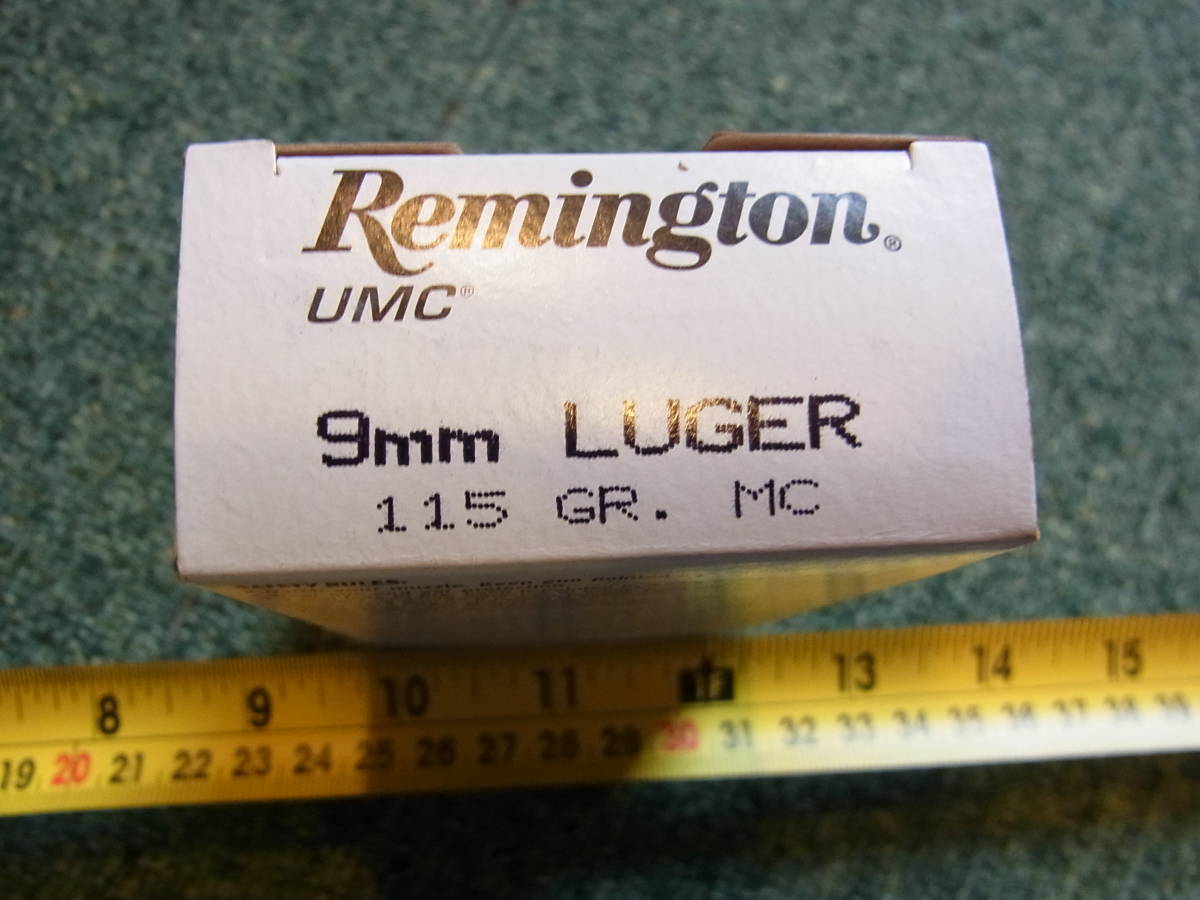 Remington®
UMC®
9mm LUGER
115 GR. MC
8 9 10 11 13 14 15
19 20 21 22 23 24 25 26 27 28 29 30 31 32 33 34 35 36 37 38 39